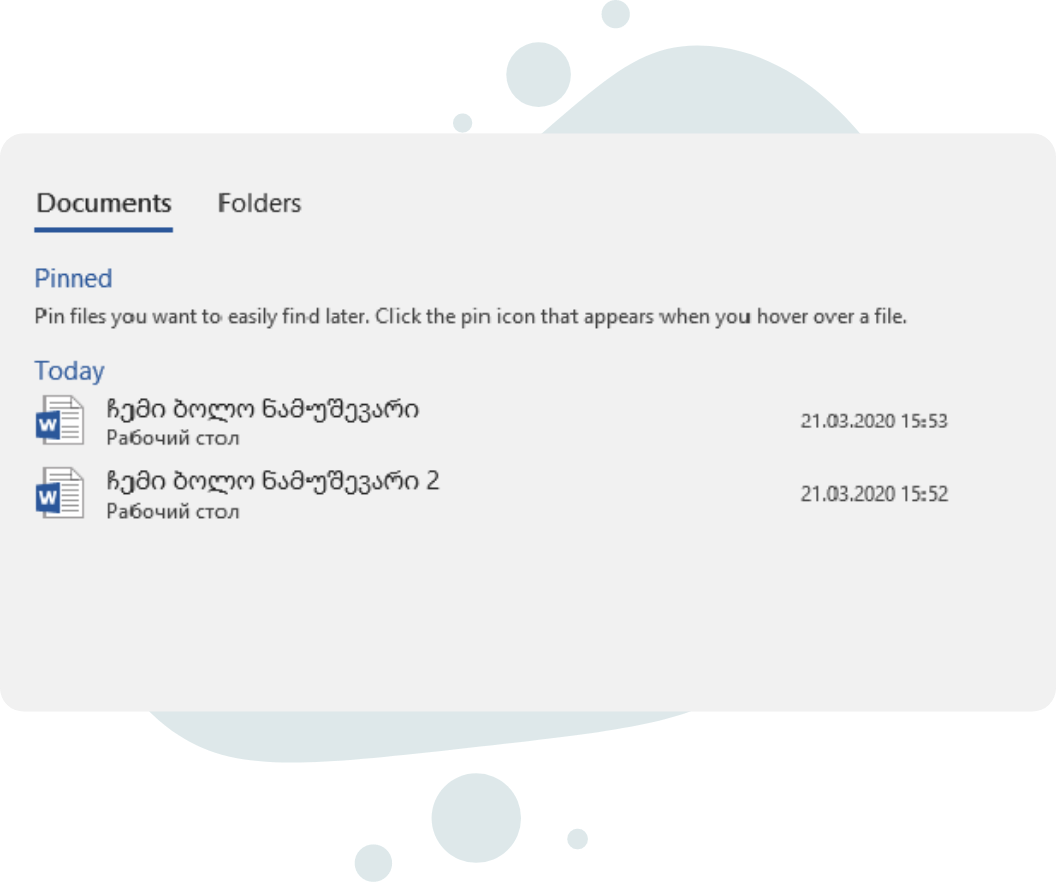 Documents Folders
Pinned
Pin files you want to easily find later. Click the pin icon that appears when you hover over a file.
Today
W ჩემი ბოლო ნამუშევარი 21.03.2020 15:53
Рабочий стол
W ჩემი ბოლო ნამუშევარი 2 21.03.2020 15:52
Рабочий стол